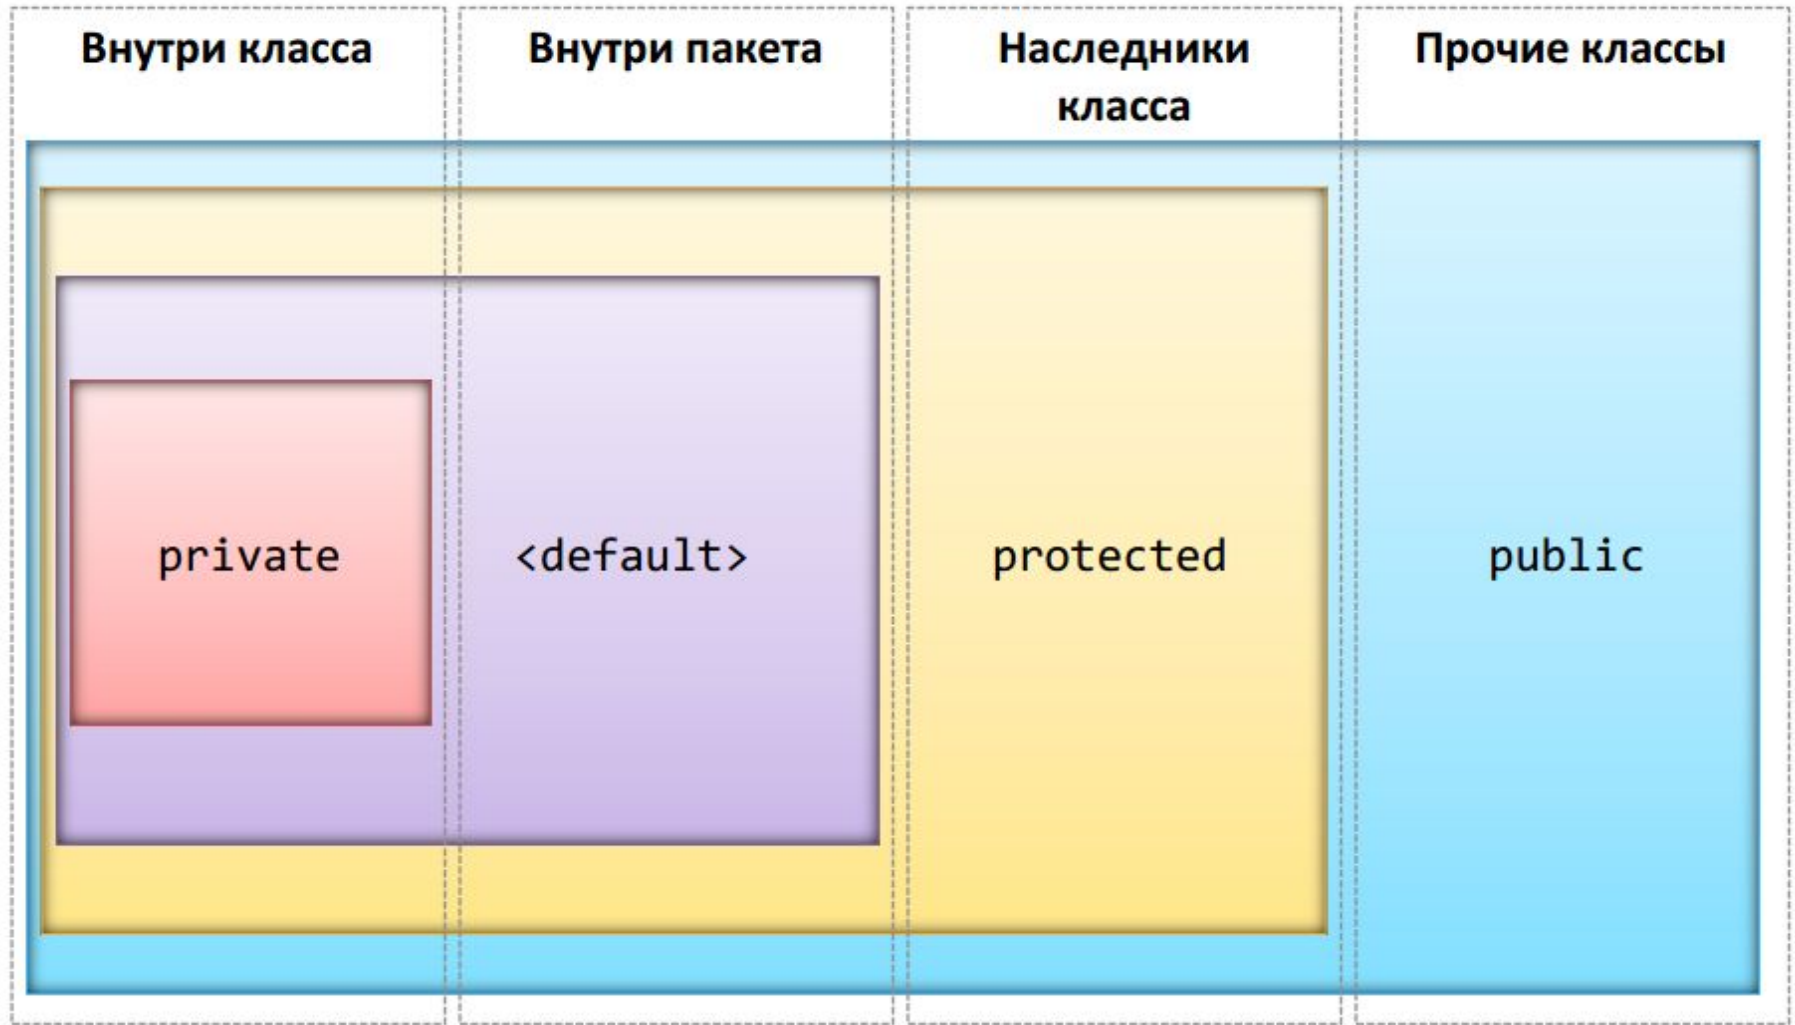 Внутри класса
Внутри пакета
Наследники
класса
Прочие классы
private
<default>
protected
public